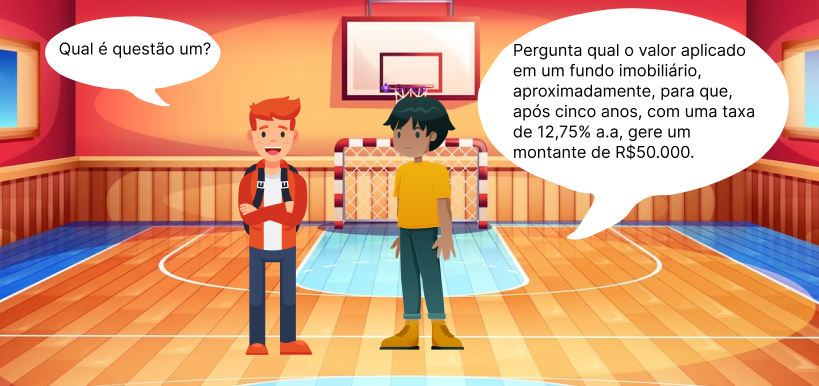 Qual é questão um?
Pergunta qual o valor aplicado
em um fundo imobiliário,
aproximadamente, para que,
após cinco anos, com uma taxa
de 12,75% a.a, gere um
montante de R$50.000.